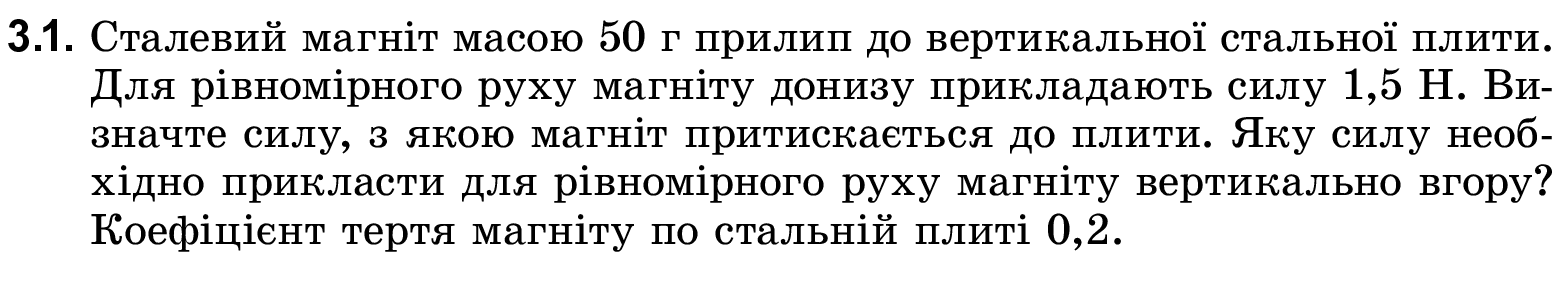 3.1. Сталевий магніт масою 50 г прилип до вертикальної стальної плити.
Для рівномірного руху магніту донизу прикладають силу 1,5 Н. Ви-
значте силу, з якою магніт притискається до плити. Яку силу необ-
хідно прикласти для рівномірного руху магніту вертикально вгору?
Коефіцієнт тертя магніту по стальній плиті 0,2.